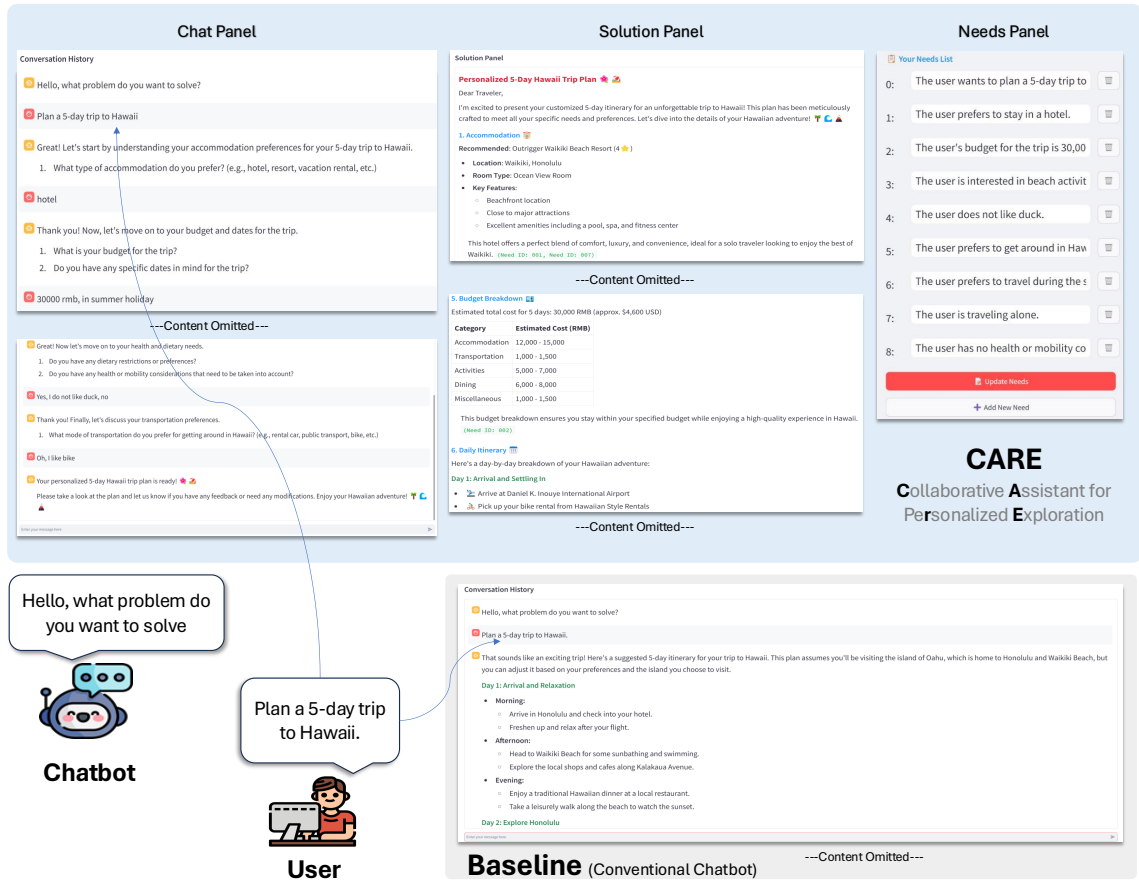 Chat Panel
Conversation History
Hello, what problem do you want to solve?
Plan a 5-day trip to Hawaii
Great! Let's start by understanding your accommodation preferences for your 5-day trip to Hawaii.
1. What type of accommodation do you prefer? (e.g., hotel, resort, vacation rental, etc.)
hotel
Thank you! Now, let's move on to your budget and dates for the trip.
1. What is your budget for the trip?
2. Do you have any specific dates in mind for the trip?
30000 rmb, in summer holiday
---Content Omitted---
Great! Now let's move on to your health and dietary needs.
1. Do you have any dietary restrictions or preferences?
2. Do you have any health or mobility considerations that need to be taken into account?
Yes, I do not like duck, no
Thank you! Finally, let's discuss your transportation preferences.
1. What mode of transportation do you prefer for getting around in Hawaii? (e.g., rental car, public transport, bike, etc.)
Oh, I like bike
Your personalized 5-day Hawaii trip plan is ready! 🌺 🏖️
Please take a look at the plan and let us know if you have any feedback or need any modifications. Enjoy your Hawaiian adventure! 🌴 🌊
🌋
Enter your message here
Solution Panel
Solution Panel
Personalized 5-Day Hawaii Trip Plan 🌺 🏖️
Dear Traveler,
I'm excited to present your customized 5-day itinerary for an unforgettable trip to Hawaii! This plan has been meticulously
crafted to meet all your specific needs and preferences. Let's dive into the details of your Hawaiian adventure! 🌴 🌊 🌋
1. Accommodation 🏨
Recommended: Outrigger Waikiki Beach Resort (4 ⭐)
• Location: Waikiki, Honolulu
• Room Type: Ocean View Room
• Key Features:
○ Beachfront location
○ Close to major attractions
○ Excellent amenities including a pool, spa, and fitness center
This hotel offers a perfect blend of comfort, luxury, and convenience, ideal for a solo traveler looking to enjoy the best of
Waikiki. (Need ID: 001, Need ID: 007)
---Content Omitted---
5. Budget Breakdown 💵
Estimated total cost for 5 days: 30,000 RMB (approx. $4,600 USD)
Category Estimated Cost (RMB)
Accommodation 12,000 - 15,000
Transportation 1,000 - 1,500
Activities 5,000 - 7,000
Dining 6,000 - 8,000
Miscellaneous 1,000 - 1,500
This budget breakdown ensures you stay within your specified budget while enjoying a high-quality experience in Hawaii.
(Need ID: 002)
6. Daily Itinerary 🗓️
Here's a day-by-day breakdown of your Hawaiian adventure:
Day 1: Arrival and Settling In
• 🛬 Arrive at Daniel K. Inouye International Airport
• 🚴 Pick up your bike rental from Hawaiian Style Rentals
---Content Omitted---
Needs Panel
📋 Your Needs List
0: The user wants to plan a 5-day trip to
1: The user prefers to stay in a hotel.
2: The user's budget for the trip is 30,00
3: The user is interested in beach activit
4: The user does not like duck.
5: The user prefers to get around in Haw
6: The user prefers to travel during the s
7: The user is traveling alone.
8: The user has no health or mobility co
📝 Update Needs
➕ Add New Need
CARE
Collaborative Assistant for
Personalized Exploration
Hello, what problem do
you want to solve
Chatbot
Plan a 5-day trip
to Hawaii.
User
Conversation History
Hello, what problem do you want to solve?
Plan a 5-day trip to Hawaii.
That sounds like an exciting trip! Here's a suggested 5-day itinerary for your trip to Hawaii. This plan assumes you'll be visiting the island of Oahu, which is home to Honolulu and Waikiki Beach, but
you can adjust it based on your preferences and the island you choose to visit.
Day 1: Arrival and Relaxation
• Morning:
○ Arrive in Honolulu and check into your hotel.
○ Freshen up and relax after your flight.
• Afternoon:
○ Head to Waikiki Beach for some sunbathing and swimming.
○ Explore the local shops and cafes along Kalakaua Avenue.
• Evening:
○ Enjoy a traditional Hawaiian dinner at a local restaurant.
○ Take a leisurely walk along the beach to watch the sunset.
Day 2: Explore Honolulu
Enter your message here
Baseline (Conventional Chatbot)
---Content Omitted---